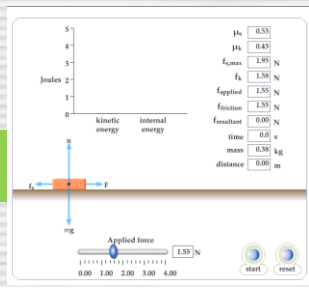 5
4
3
Joules 2
1
0
kinetic energy
internal energy
μs 0.53
μk 0.43
fs,max 1.95 N
fk 1.58 N
fapplied 1.55 N
ffriction 1.55 N
fresultant 0.00 N
time 0.0 s
mass 0.38 kg
distance 0.00 m
n
fs
F
mg
Applied force
1.55 N
0.00 1.00 2.00 3.00 4.00
start
reset